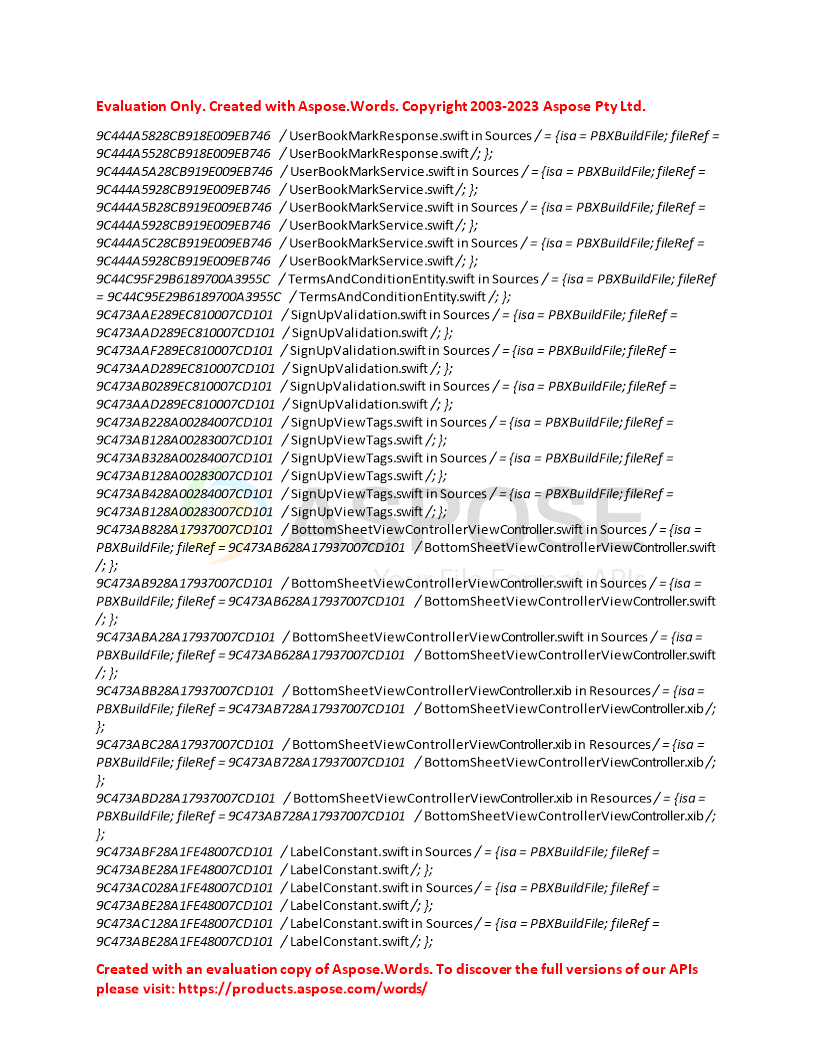 Evaluation Only. Created with Aspose.Words. Copyright 2003-2023 Aspose Pty Ltd.
9C444A5828CB918E009EB746 / UserBookMarkResponse.swift in Sources / = {isa = PBXBuildFile; fileRef =
9C444A5528CB918E009EB746 / UserBookMarkResponse.swift /; };
9C444A5A28CB919E009EB746 / UserBookMarkService.swift in Sources / = {isa = PBXBuildFile; fileRef =
9C444A5928CB919E009EB746 / UserBookMarkService.swift /; };
9C444A5B28CB919E009EB746 / UserBookMarkService.swift in Sources / = {isa = PBXBuildFile; fileRef =
9C444A5928CB919E009EB746 / UserBookMarkService.swift /; };
9C444A5C28CB919E009EB746 / UserBookMarkService.swift in Sources / = {isa = PBXBuildFile; fileRef =
9C444A5928CB919E009EB746 / UserBookMarkService.swift /; };
9C44C95F29B6189700A3955C / TermsAndConditionEntity.swift in Sources / = {isa = PBXBuildFile; fileRef
= 9C44C95E29B6189700A3955C / TermsAndConditionEntity.swift /; };
9C473AAE289EC810007CD101 / SignUpValidation.swift in Sources / = {isa = PBXBuildFile; fileRef =
9C473AAD289EC810007CD101 / SignUpValidation.swift /; };
9C473AAF289EC810007CD101 / SignUpValidation.swift in Sources / = {isa = PBXBuildFile; fileRef =
9C473AAD289EC810007CD101 / SignUpValidation.swift /; };
9C473AB0289EC810007CD101 / SignUpValidation.swift in Sources / = {isa = PBXBuildFile; fileRef =
9C473AAD289EC810007CD101 / SignUpValidation.swift /; };
9C473AB228A00284007CD101 / SignUpViewTags.swift in Sources / = {isa = PBXBuildFile; fileRef =
9C473AB128A00283007CD101 / SignUpViewTags.swift /; };
9C473AB328A00284007CD101 / SignUpViewTags.swift in Sources / = {isa = PBXBuildFile; fileRef =
9C473AB128A00283007CD101 / SignUpViewTags.swift /; };
9C473AB428A00284007CD101 / SignUpViewTags.swift in Sources / = {isa = PBXBuildFile; fileRef =
9C473AB128A00283007CD101 / SignUpViewTags.swift /; };
ASPOSE
9C473AB828A17937007CD101 / BottomSheetViewControllerViewController.swift in Sources / = {isa =
PBXBuildFile; fileRef = 9C473AB628A17937007CD101 / BottomSheetViewControllerViewController.swift
/; };
Your File Format APIs
9C473AB928A17937007CD101 / BottomSheetViewControllerViewController.swift in Sources / = {isa =
PBXBuildFile; fileRef = 9C473AB628A17937007CD101 / BottomSheetViewControllerViewController.swift
/; };
9C473ABA28A17937007CD101 / BottomSheetViewControllerViewController.swift in Sources / = {isa =
PBXBuildFile; fileRef = 9C473AB628A17937007CD101 / BottomSheetViewControllerViewController.swift
/; };
9C473ABB28A17937007CD101 / BottomSheetViewControllerViewController.xib in Resources / = {isa =
PBXBuildFile; fileRef = 9C473AB728A17937007CD101 / BottomSheetViewControllerViewController.xib /;
};
9C473ABC28A17937007CD101 / BottomSheetViewControllerViewController.xib in Resources / = {isa =
PBXBuildFile; fileRef = 9C473AB728A17937007CD101 / BottomSheetViewControllerViewController.xib /;
};
9C473ABD28A17937007CD101 / BottomSheetViewControllerViewController.xib in Resources / = {isa =
PBXBuildFile; fileRef = 9C473AB728A17937007CD101 / BottomSheetViewControllerViewController.xib /;
};
9C473ABF28A1FE48007CD101 / LabelConstant.swift in Sources / = {isa = PBXBuildFile; fileRef =
9C473ABE28A1FE48007CD101 / LabelConstant.swift /; };
9C473AC028A1FE48007CD101 / LabelConstant.swift in Sources / = {isa = PBXBuildFile; fileRef =
9C473ABE28A1FE48007CD101 / LabelConstant.swift /; };
9C473AC128A1FE48007CD101 / LabelConstant.swift in Sources / = {isa = PBXBuildFile; fileRef =
9C473ABE28A1FE48007CD101 / LabelConstant.swift /; };
Created with an evaluation copy of Aspose.Words. To discover the full versions of our APIs
please visit: https://products.aspose.com/words/